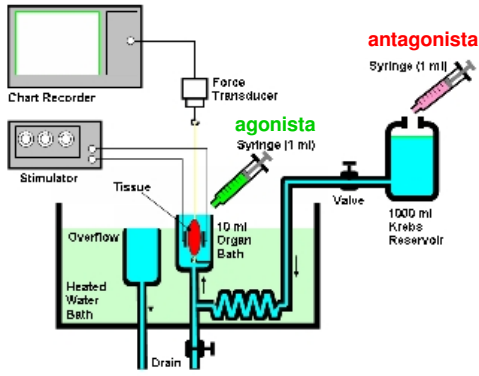 antagonista
Syringe (1 ml)
Force
Transducer
Chart Recorder
agonista
Syringe (1 ml)
Stimulator
Tissue
Valve
1000 ml
Krebs
Reservoir
Overflow
10 ml
Organ
Bath
Heated
Water
Bath
Drain